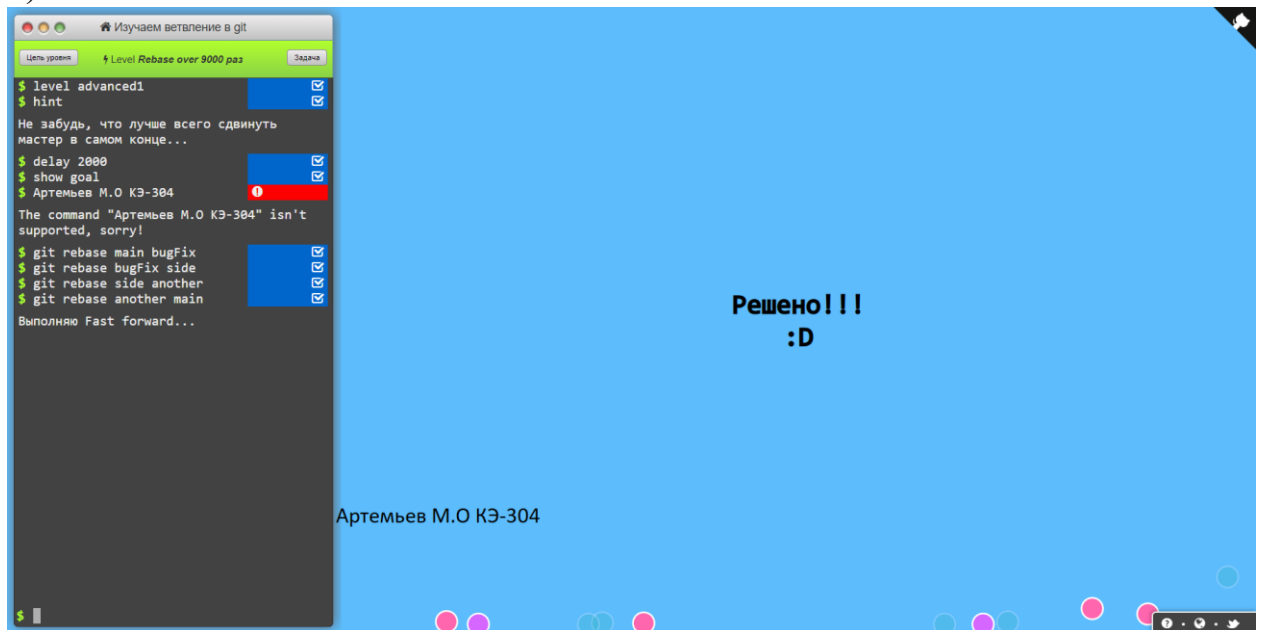 Изучаем ветвление в git
Цель уровня
Level Rebase over 9000 раз
Задача
$ level advanced1
$ hint
Не забудь, что лучше всего сдвинуть
мастер в самом конце...
$ delay 2000
$ show goal
$ Артемьев М.О КЭ-304
The command "Артемьев М.О КЭ-304" isn't
supported, sorry!
$ git rebase main bugFix
$ git rebase bugFix side
$ git rebase side another
$ git rebase another main
Выполняю Fast forward...
Решено!!!
:D
Артемьев М.О КЭ-304
$